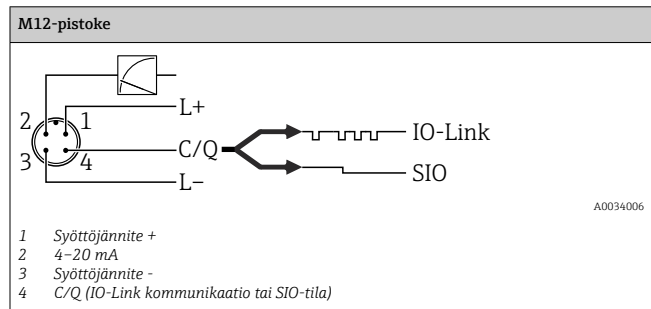 M12-pistoke
L+
2 1
C/Q IO-Link
3 4
SIO
L–
A0034006
1 Syöttöjännite +
2 4–20 mA
3 Syöttöjännite -
4 C/Q (IO-Link kommunikaatio tai SIO-tila)